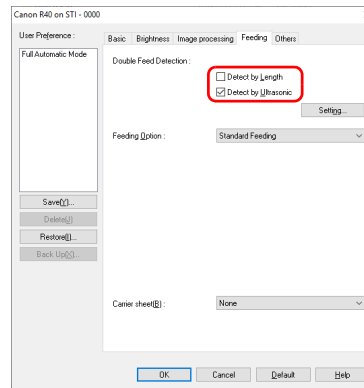 Canon R40 on STI - 0000
User Preference :
Full Automatic Mode
Save(Y)...
Delete(J)
Restore(I)...
Back Up(X)...
Basic Brightness Image processing Feeding Others
Double Feed Detection :
Detect by Length
Detect by Ultrasonic
Setting...
Feeding Option : Standard Feeding
Carrier sheet(B) : None
OK Cancel Default Help